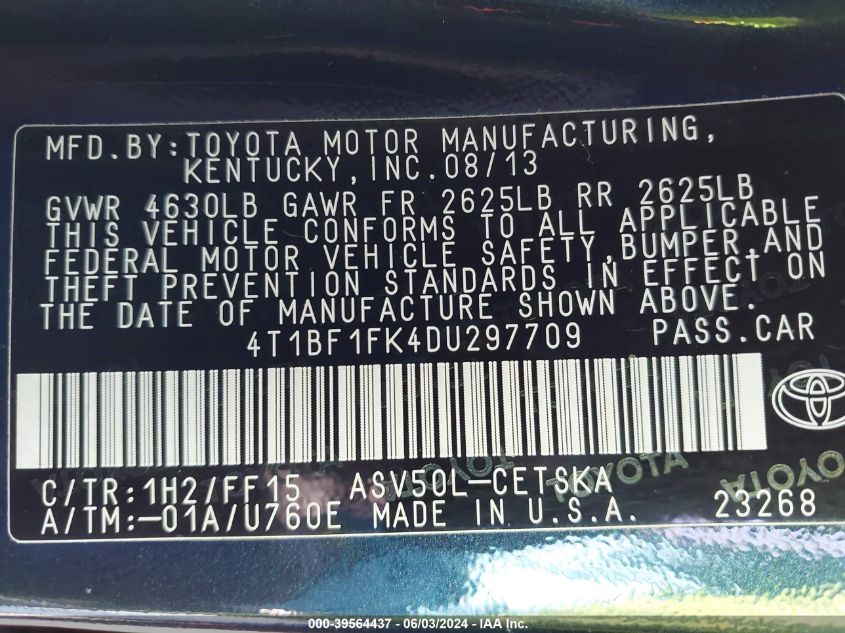 MFD.BY:TOYOTA MOTOR MANUFACTURING,
KENTUCKY,INC.08/13
GVWR 4630LB GAWR FR 2625LB RR 2625LB
THIS VEHICLE CONFORMS TO ALL APPLICABLE
FEDERAL MOTOR VEHICLE SAFETY,BUMPER,AND
THEFT PREVENTION STANDARDS IN EFFECT ON
THE DATE OF MANUFACTURE SHOWN ABOVE.
4T1BF1FK4DU297709 PASS.CAR
C/TR:1H2/FF15 ASV50L-CETSKA
A/TM:-01A/U760E MADE IN U.S.A. 23268
TOYOTA TOYOTA TOYOTA
000-39564437 - 06/03/2024 - IAA Inc.